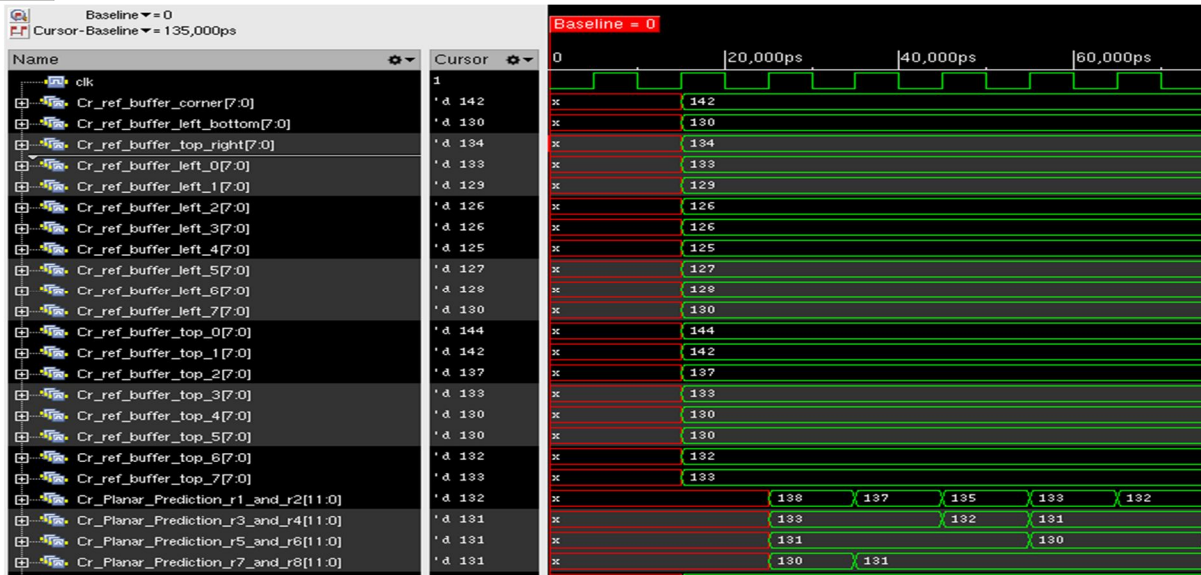 Baseline = 0
Cursor-Baseline = 135,000ps
Baseline = 0
Name Cursor 0 20,000ps 40,000ps 60,000ps
clk 1
Cr_ref_buffer_corner[7:0] 'd 142 x 142
Cr_ref_buffer_left_bottom[7:0] 'd 130 x 130
Cr_ref_buffer_top_right[7:0] 'd 134 x 134
Cr_ref_buffer_left_0[7:0] 'd 133 x 133
Cr_ref_buffer_left_1[7:0] 'd 129 x 129
Cr_ref_buffer_left_2[7:0] 'd 126 x 126
Cr_ref_buffer_left_3[7:0] 'd 126 x 126
Cr_ref_buffer_left_4[7:0] 'd 125 x 125
Cr_ref_buffer_left_5[7:0] 'd 127 x 127
Cr_ref_buffer_left_6[7:0] 'd 129 x 129
Cr_ref_buffer_left_7[7:0] 'd 130 x 130
Cr_ref_buffer_top_0[7:0] 'd 144 x 144
Cr_ref_buffer_top_1[7:0] 'd 142 x 142
Cr_ref_buffer_top_2[7:0] 'd 137 x 137
Cr_ref_buffer_top_3[7:0] 'd 133 x 133
Cr_ref_buffer_top_4[7:0] 'd 130 x 130
Cr_ref_buffer_top_5[7:0] 'd 130 x 130
Cr_ref_buffer_top_6[7:0] 'd 132 x 132
Cr_ref_buffer_top_7[7:0] 'd 133 x 133
Cr_Planar_Prediction_r1_and_r2[11:0] 'd 132 x 138 137 135 133 132
Cr_Planar_Prediction_r3_and_r4[11:0] 'd 131 x 133 132 131
Cr_Planar_Prediction_r5_and_r6[11:0] 'd 131 x 131 130
Cr_Planar_Prediction_r7_and_r8[11:0] 'd 131 x 130 131